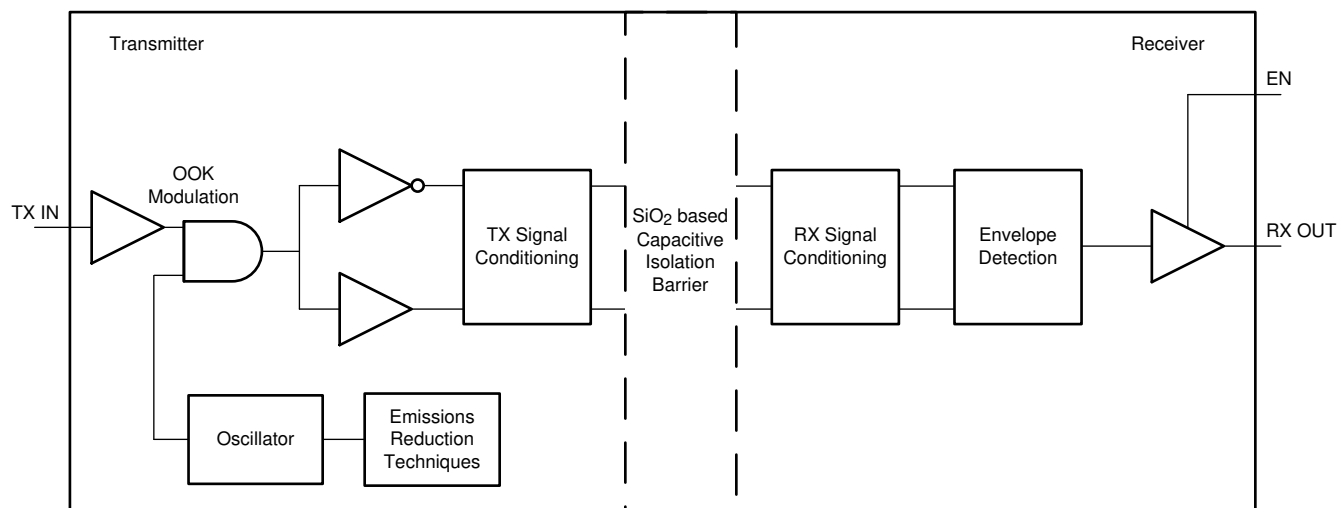 Transmitter
Receiver
EN
OOK
Modulation
TX IN
TX Signal
Conditioning
SiO2 based
Capacitive
Isolation
Barrier
RX Signal
Conditioning
Envelope
Detection
RX OUT
Oscillator
Emissions
Reduction
Techniques